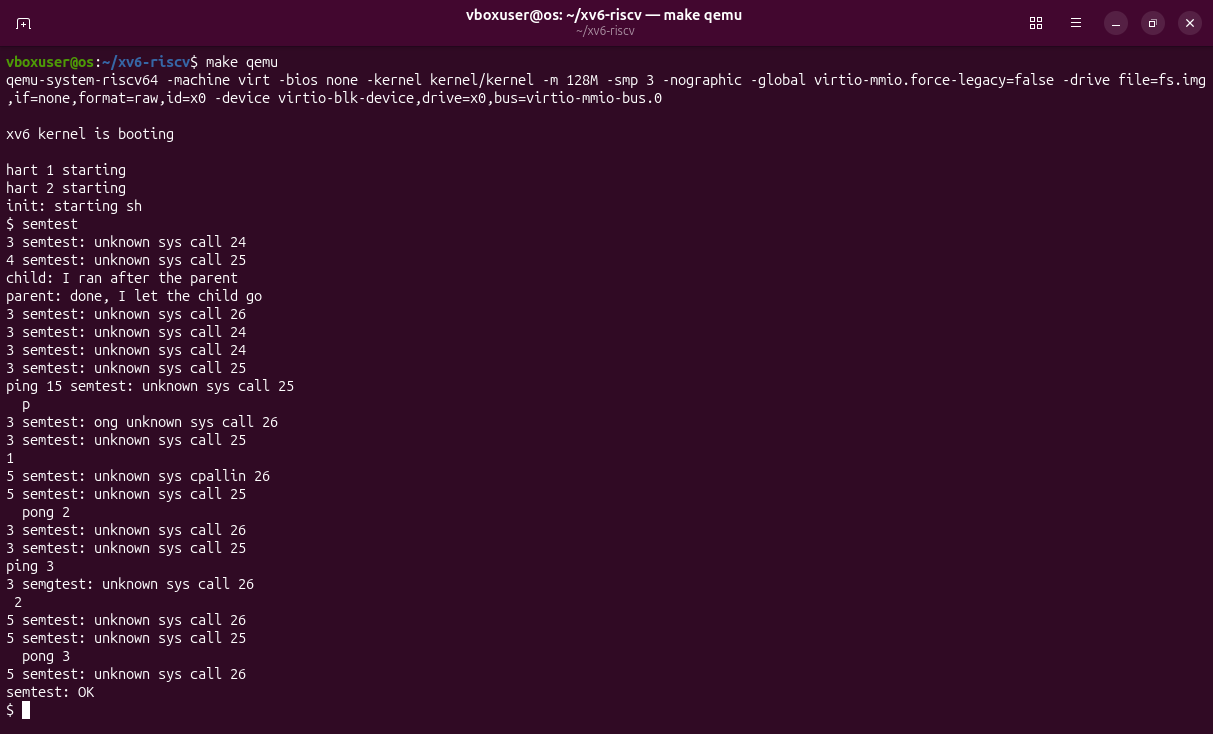 vboxuser@os: ~/xv6-riscv — make qemu
~/xv6-riscv
vboxuser@os:~/xv6-riscv$ make qemu
qemu-system-riscv64 -machine virt -bios none -kernel kernel/kernel -m 128M -smp 3 -nographic -global virtio-mmio.force-legacy=false -drive file=fs.img
,if=none,format=raw,id=x0 -device virtio-blk-device,drive=x0,bus=virtio-mmio-bus.0
xv6 kernel is booting
hart 1 starting
hart 2 starting
init: starting sh
$ semtest
3 semtest: unknown sys call 24
4 semtest: unknown sys call 25
child: I ran after the parent
parent: done, I let the child go
3 semtest: unknown sys call 26
3 semtest: unknown sys call 24
3 semtest: unknown sys call 24
3 semtest: unknown sys call 25
ping 15 semtest: unknown sys call 25
  p
3 semtest: ong unknown sys call 26
3 semtest: unknown sys call 25
1
5 semtest: unknown sys cpallin 26
5 semtest: unknown sys call 25
  pong 2
3 semtest: unknown sys call 26
3 semtest: unknown sys call 25
ping 3
3 semgtest: unknown sys call 26
 2
5 semtest: unknown sys call 26
5 semtest: unknown sys call 25
  pong 3
5 semtest: unknown sys call 26
semtest: OK
$